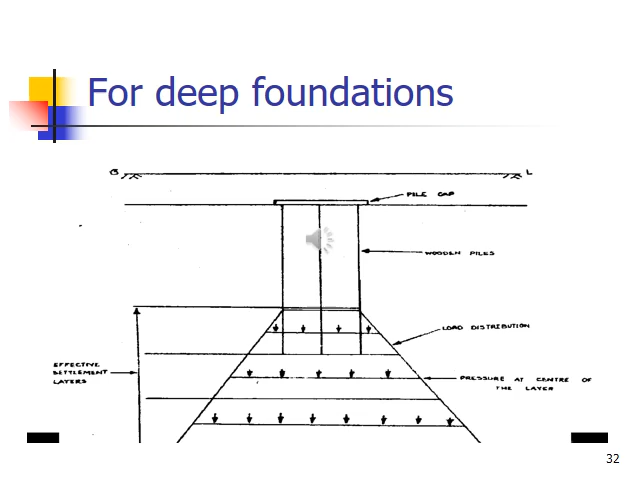 For deep foundations
G L
PILE CAP
WOODEN PILES
LOAD DISTRIBUTION
EFFECTIVE
SETTLEMENT
LAYERS
PRESSURE AT CENTRE OF
THE LAYER
32